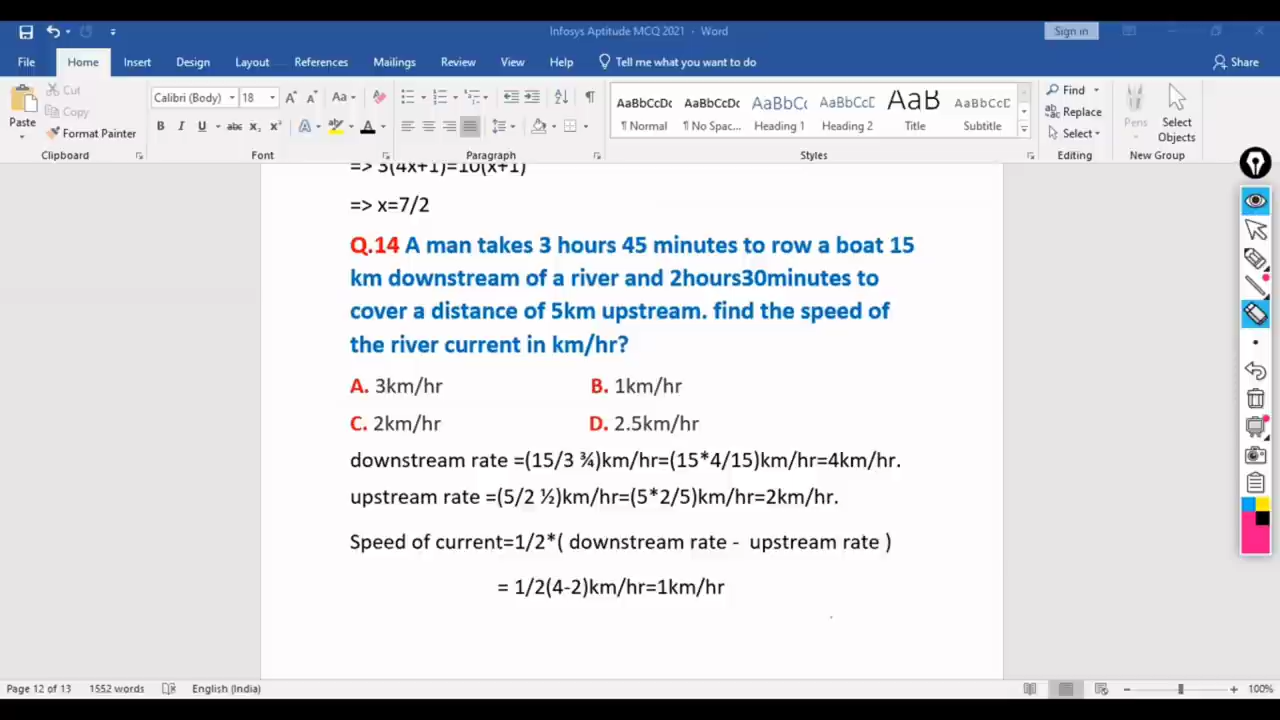 Infosys Aptitude MCQ 2021 - Word
Sign in
File Home Insert Design Layout References Mailings Review View Help Tell me what you want to do Share
Paste
Cut
Copy
Format Painter
Clipboard
Calibri (Body) 18
Font
Paragraph
AaBbCcDc ¶ Normal
AaBbCcDc ¶ No Spac...
AaBbCc Heading 1
AaBbCcE Heading 2
AaB Title
AaBbCcD Subtitle
Styles
Find
Replace
Select
Editing
Pens
Select Objects
New Group
=> 3(4x+1)=10(x+1)
=> x=7/2
Q.14 A man takes 3 hours 45 minutes to row a boat 15
km downstream of a river and 2hours30minutes to
cover a distance of 5km upstream. find the speed of
the river current in km/hr?
A. 3km/hr B. 1km/hr
C. 2km/hr D. 2.5km/hr
downstream rate =(15/3 ¾)km/hr=(15*4/15)km/hr=4km/hr.
upstream rate =(5/2 ½)km/hr=(5*2/5)km/hr=2km/hr.
Speed of current=1/2*( downstream rate - upstream rate )
= 1/2(4-2)km/hr=1km/hr
Page 12 of 13 1552 words English (India) 100%